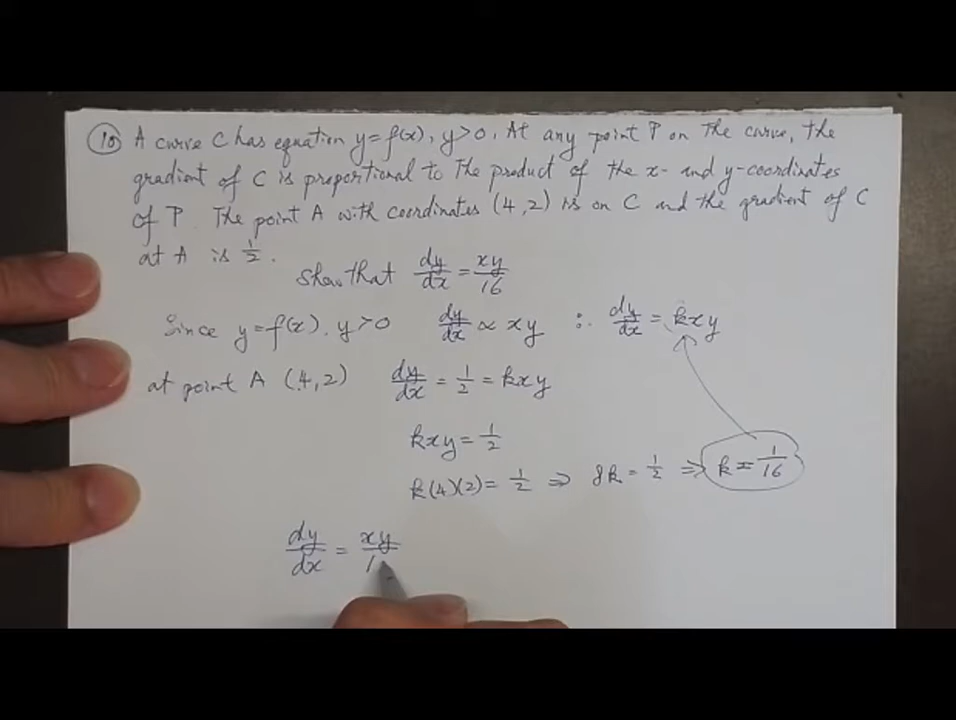 10 A curve C has equation y=f(x), y>0. At any point P on the curve, the
gradient of C is proportional to the product of the x- and y-coordinates
of P. The point A with coordinates (4,2) is on C and the gradient of C
at A is 1/2.
show that dy/dx = xy/16
Since y=f(x). y>0 dy/dx ∝ xy ∴ dy/dx = kxy
at point A (4,2) dy/dx = 1/2 = kxy
kxy = 1/2
k(4)(2) = 1/2 ⇒ 8k = 1/2 ⇒ k = 1/16
dy/dx = xy/1